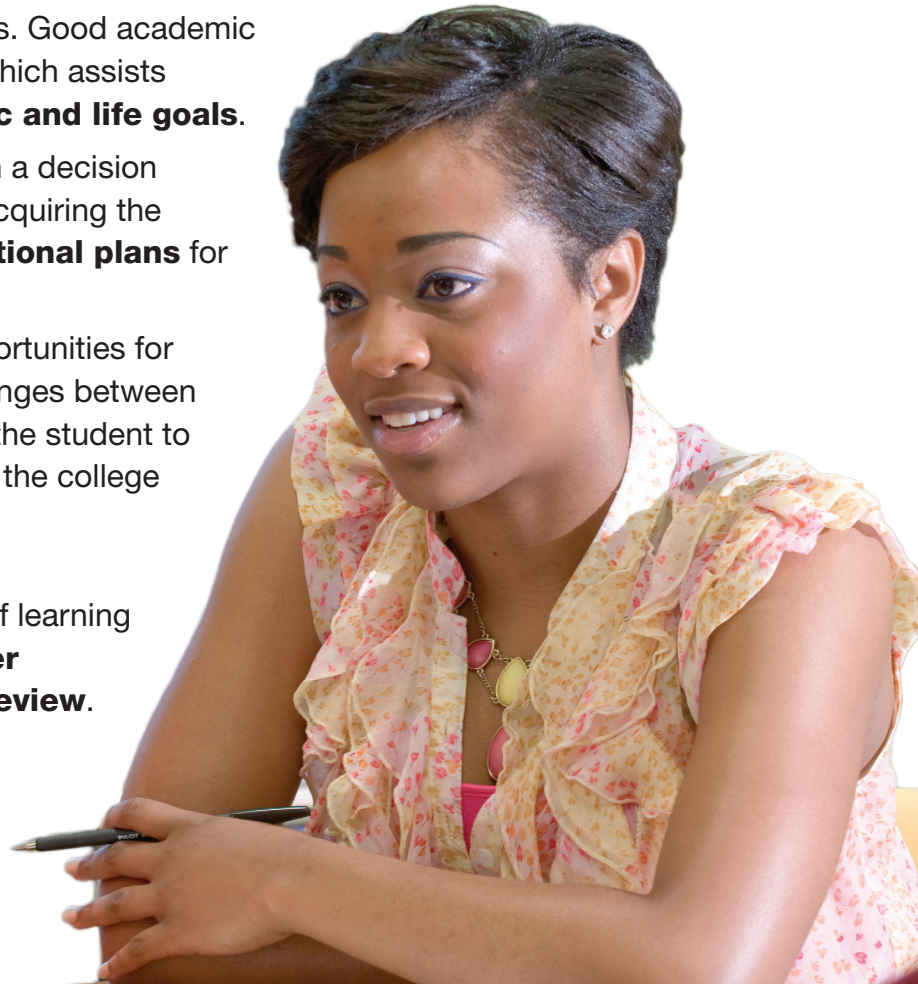 s. Good academic
hich assists
c and life goals.
a decision
cquiring the
tional plans for
ortunities for
nges between
the student to
the college
f learning
er
eview.
PILOT